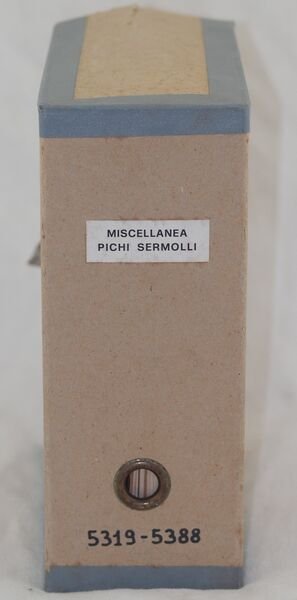 MISCELLANEA
PICHI SERMOLLI
5319-5388